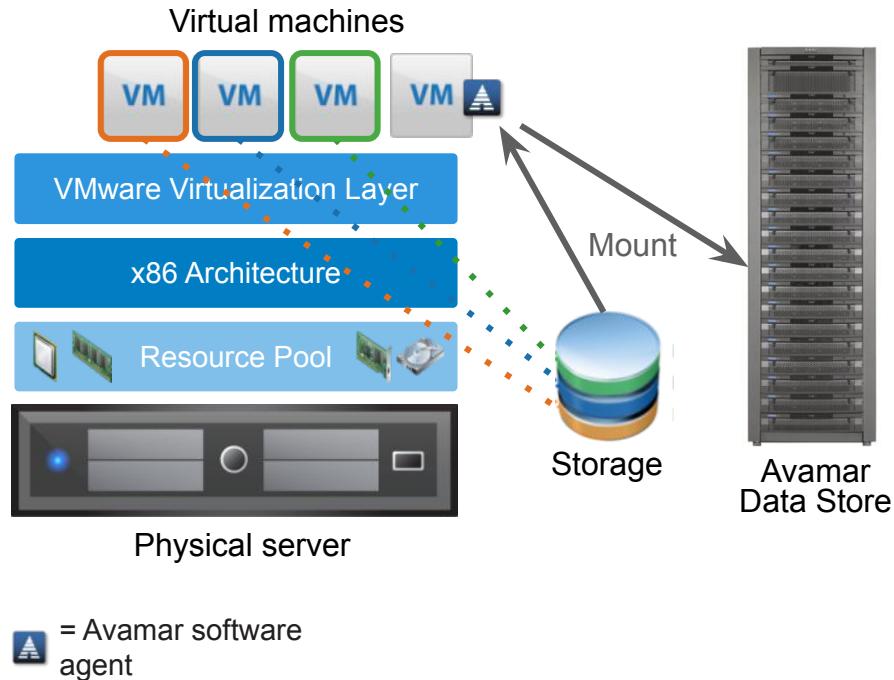 Virtual machines
VM VM VM VM
VMware Virtualization Layer
x86 Architecture
Mount
Resource Pool
Storage
Avamar
Data Store
Physical server
= Avamar software
agent